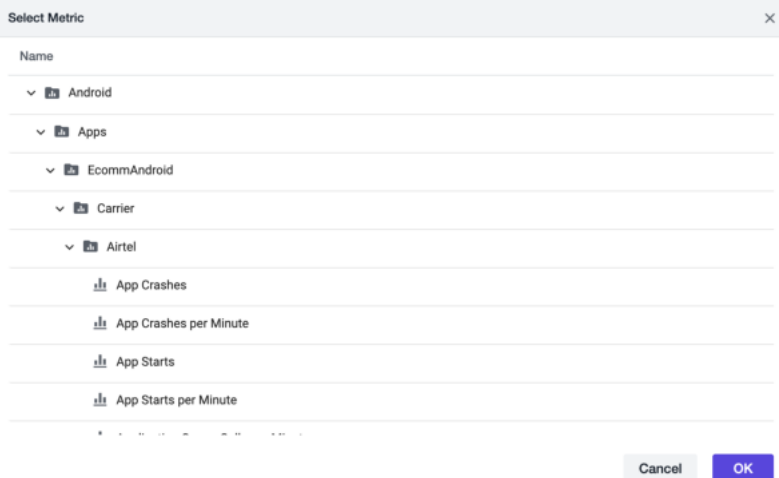 Select Metric
Name
Android
Apps
EcommAndroid
Carrier
Airtel
App Crashes
App Crashes per Minute
App Starts
App Starts per Minute
Cancel OK